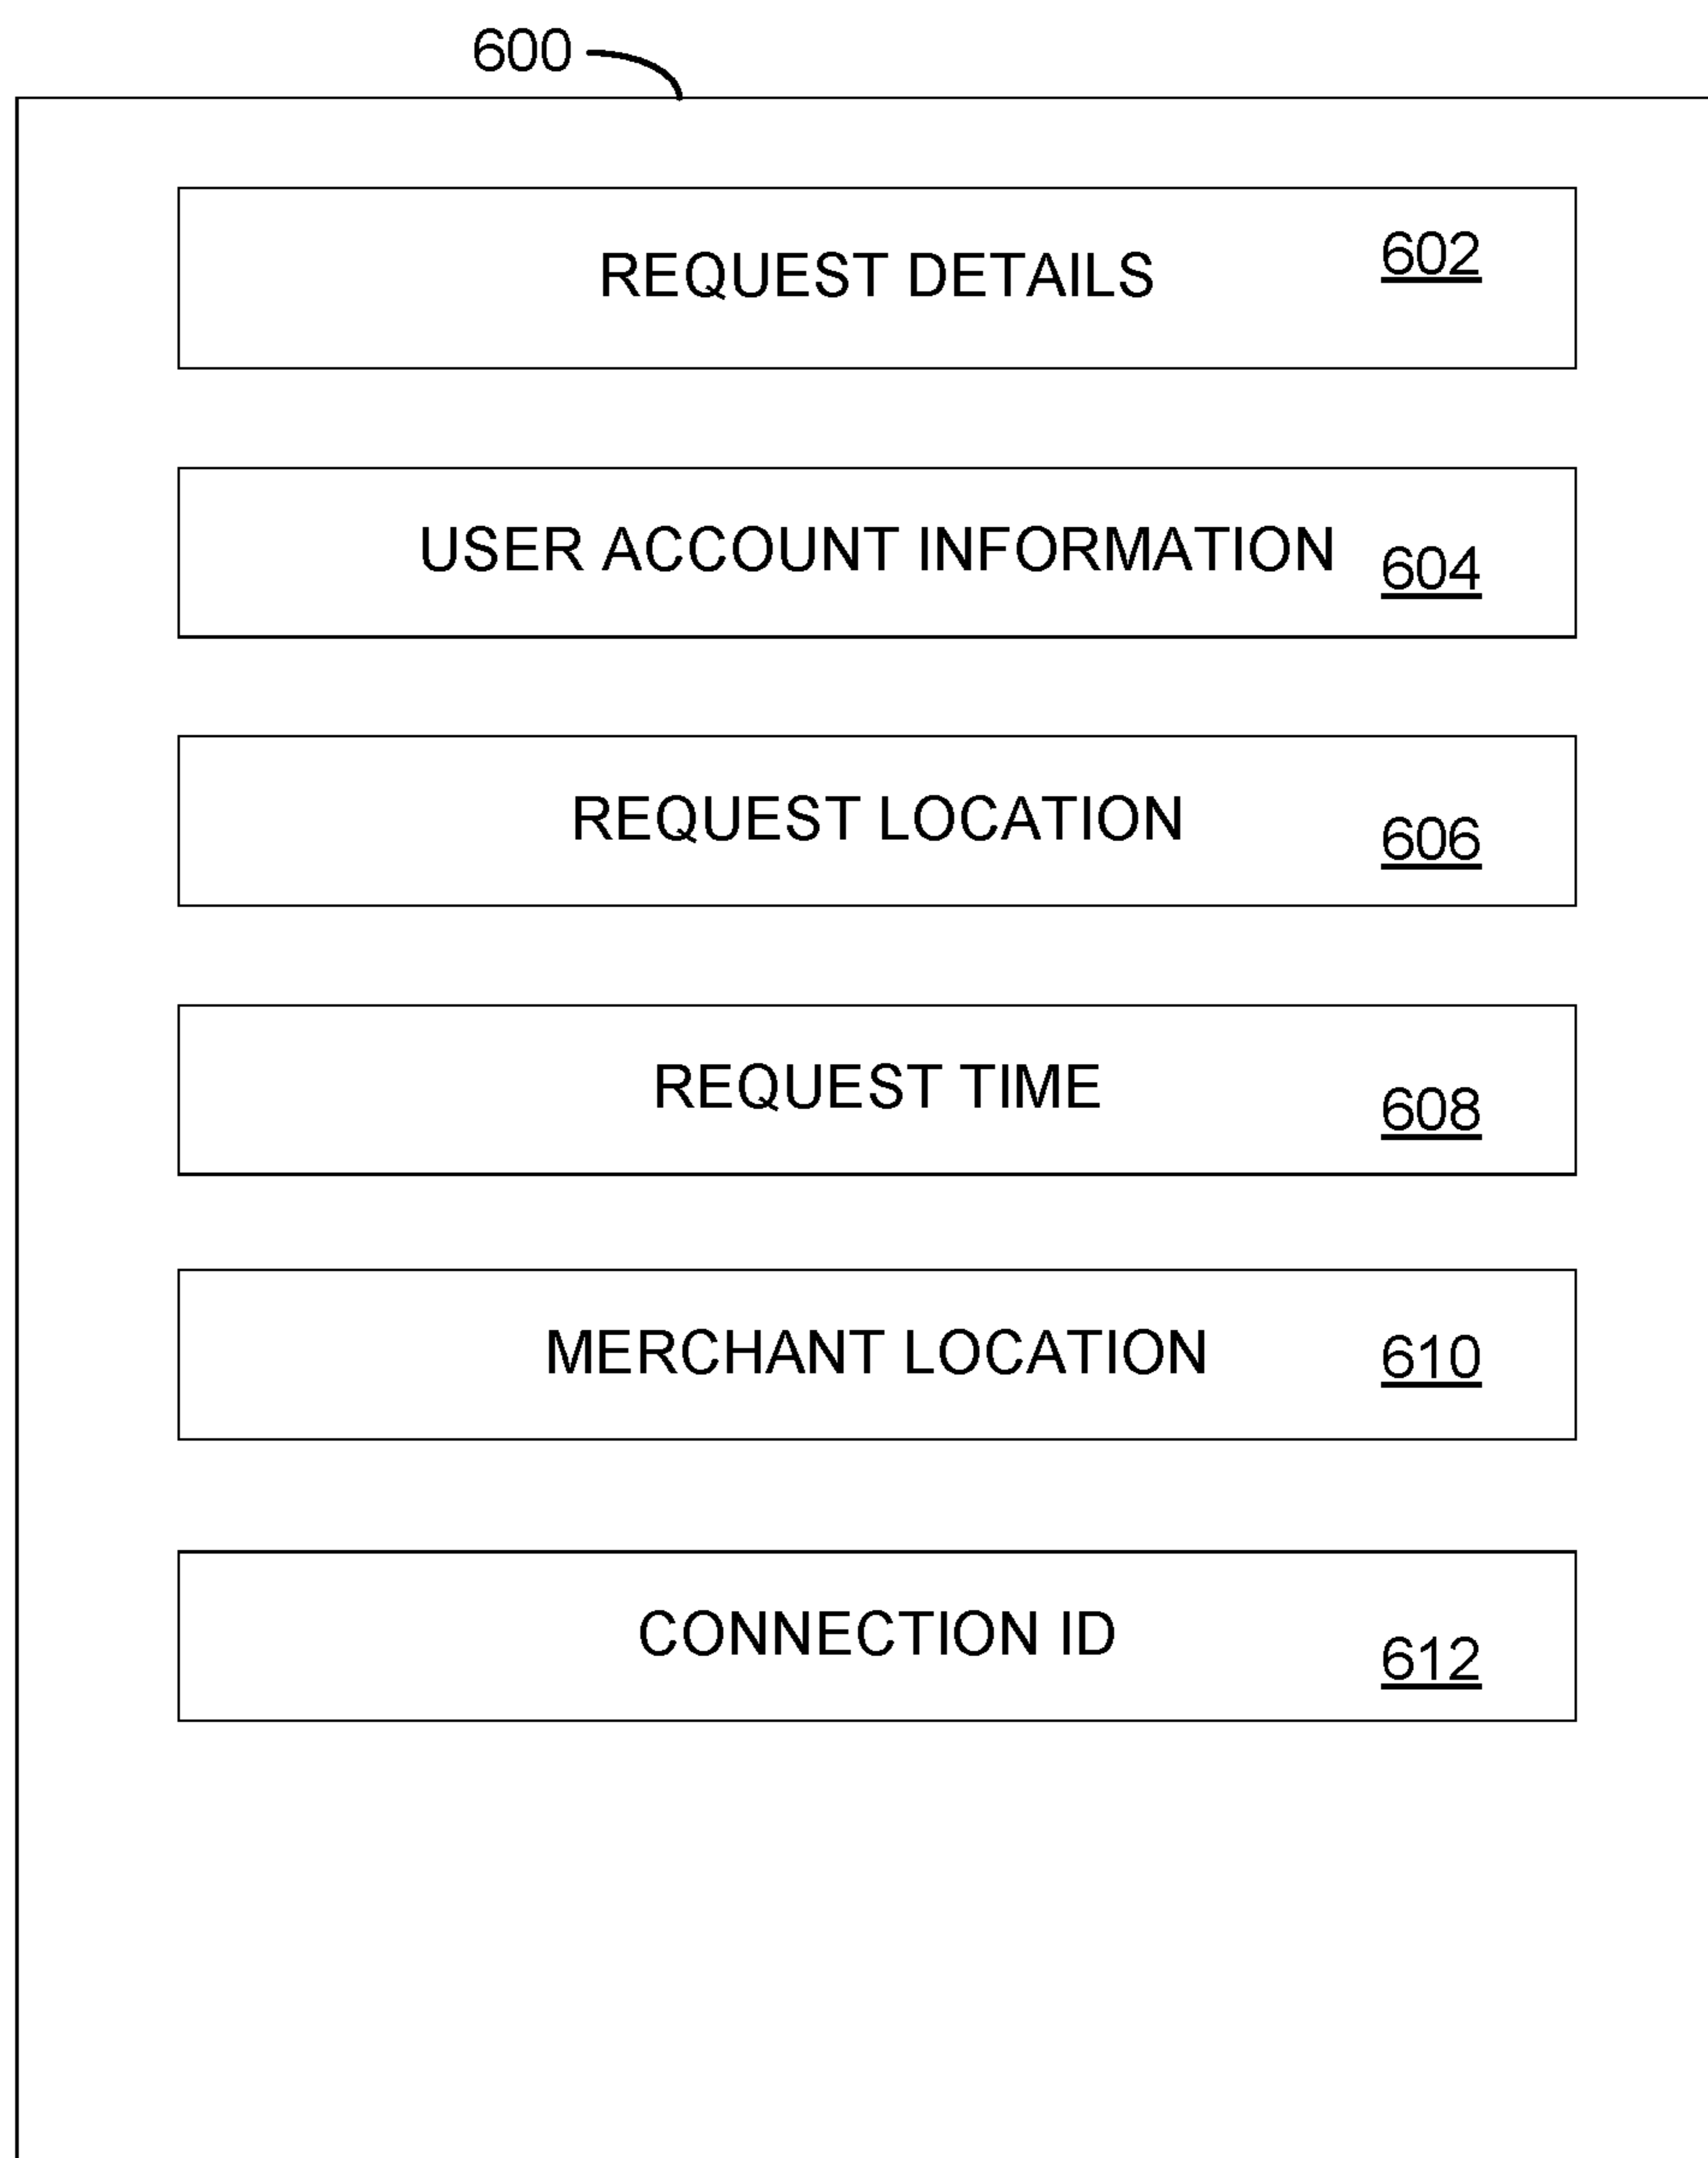 600
REQUEST DETAILS 602
USER ACCOUNT INFORMATION 604
REQUEST LOCATION 606
REQUEST TIME 608
MERCHANT LOCATION 610
CONNECTION ID 612